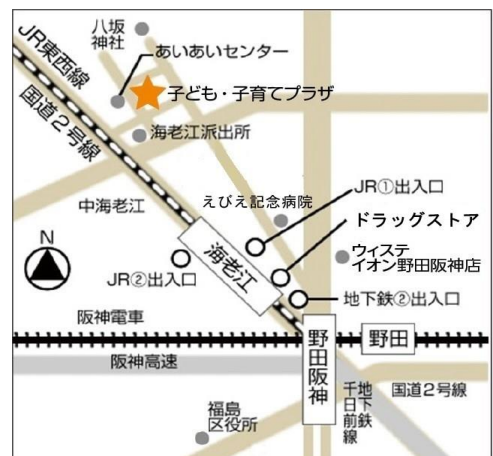 八坂
神社
あいあいセンター
JR東西線
国道2号線
子ども・子育てプラザ
海老江派出所
中海老江
えびえ記念病院
JR①出入口
ドラッグストア
N
海老江
JR②出入口
ウィステ
イオン野田阪神店
地下鉄②出入口
阪神電車
野田阪神
野田
阪神高速
国道2号線
福島
区役所
地下鉄
千日前線